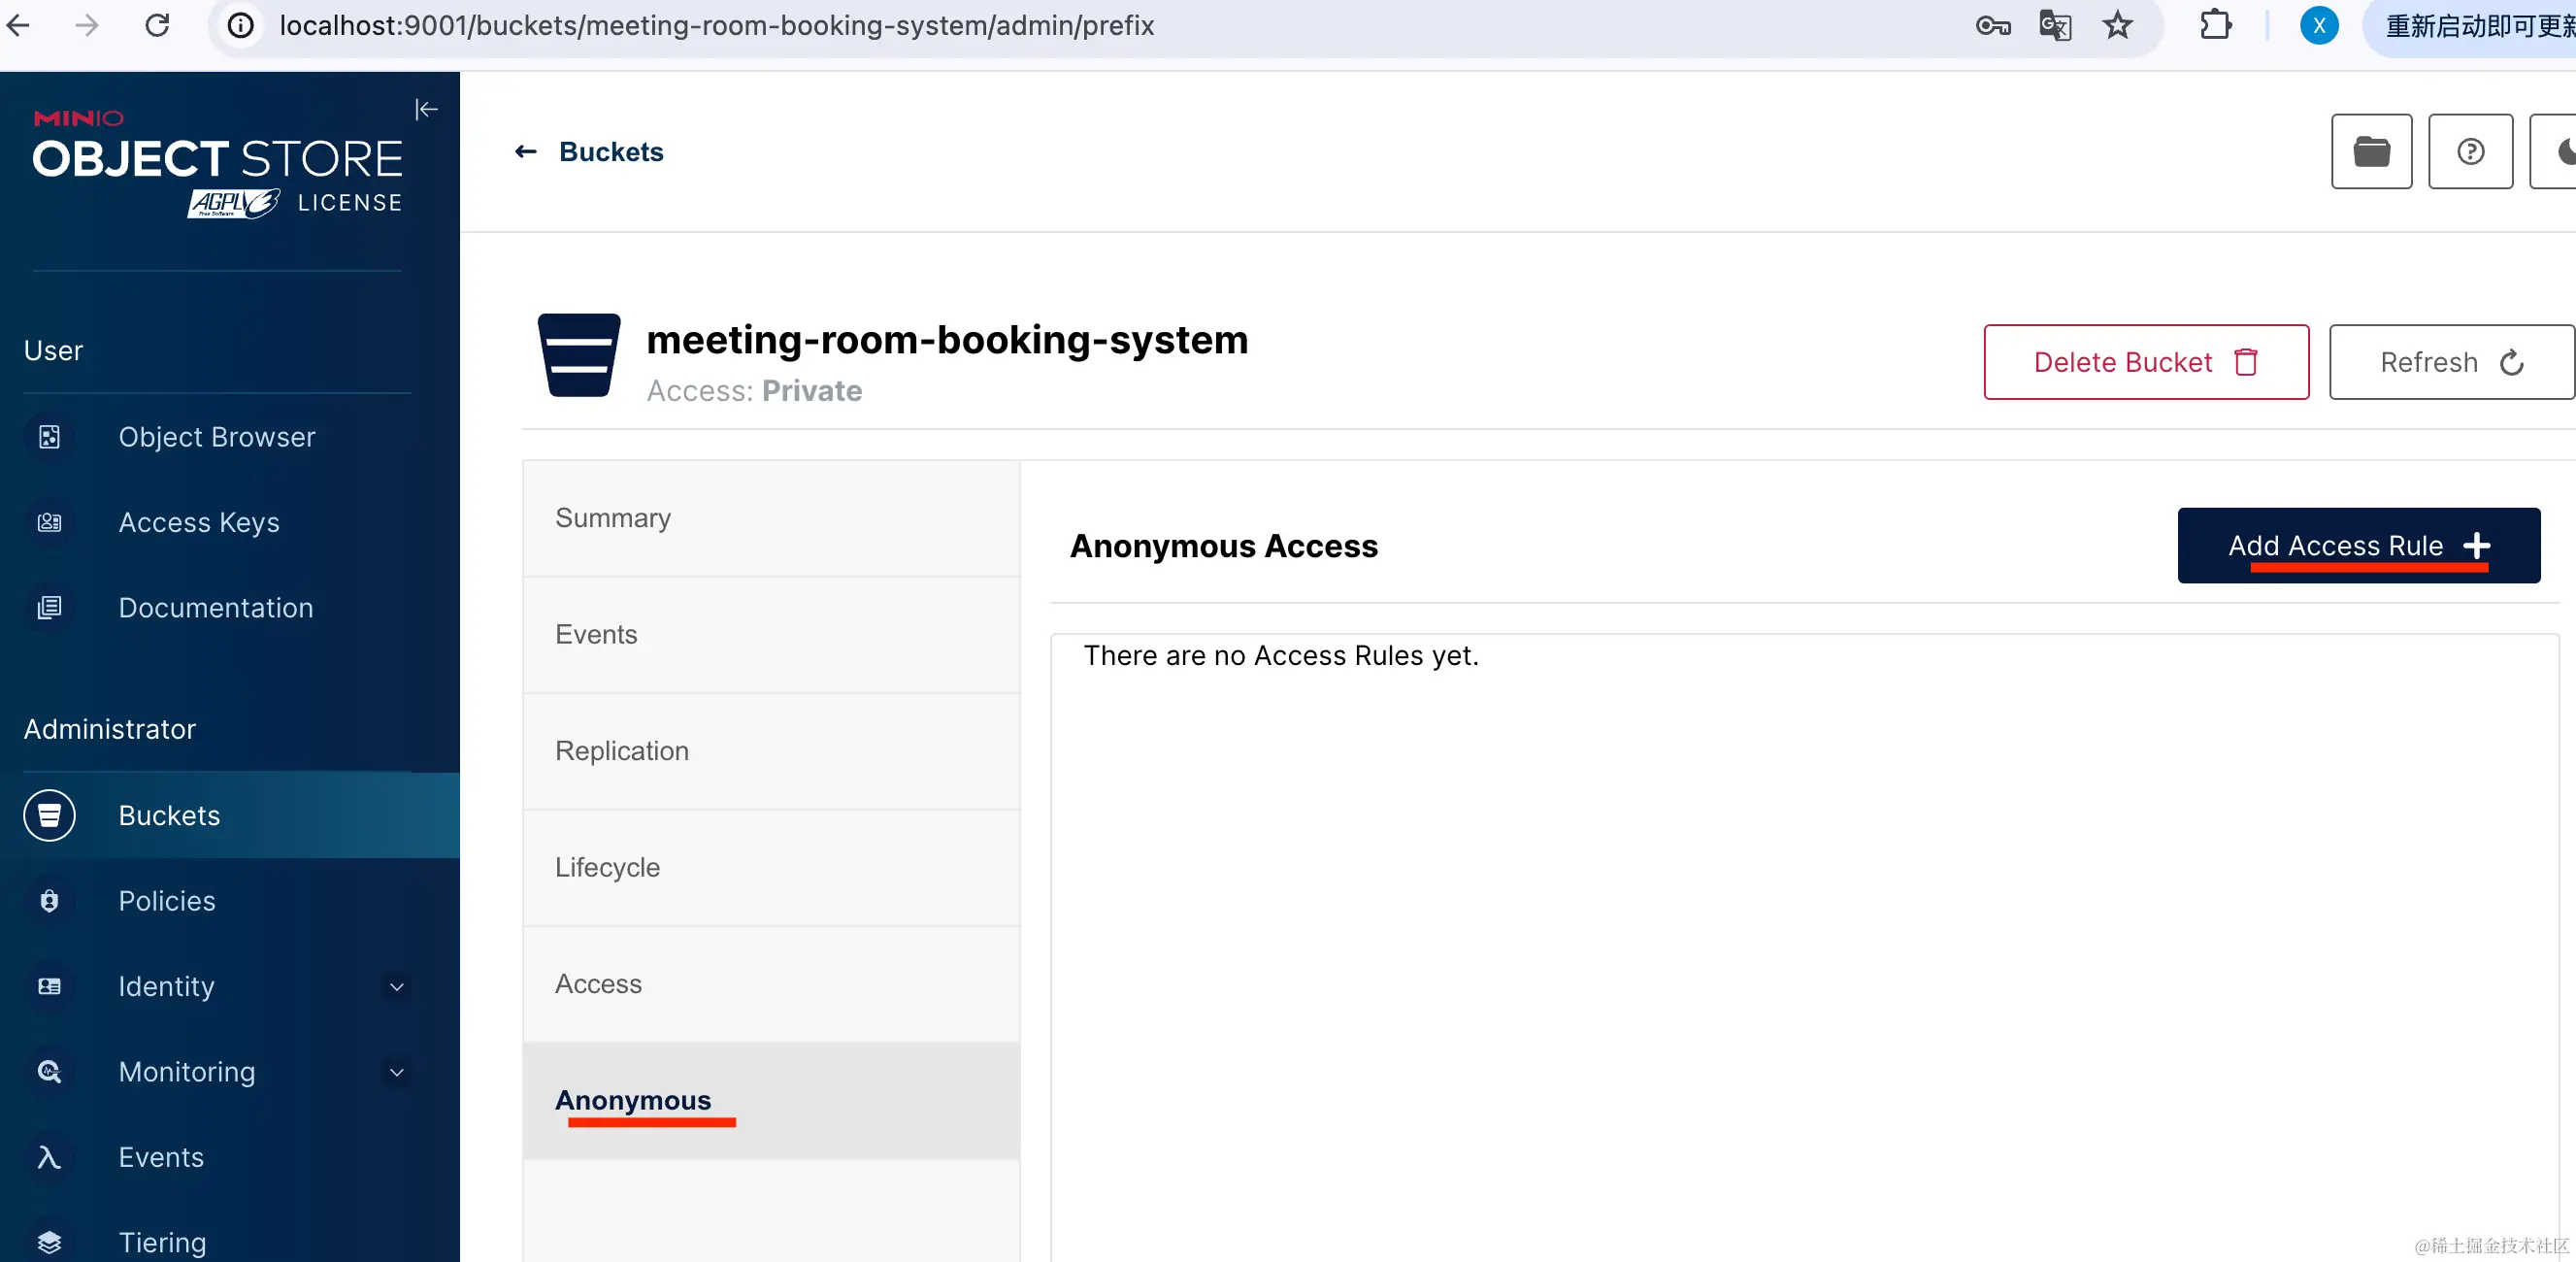 localhost:9001/buckets/meeting-room-booking-system/admin/prefix
X
重新启动即可更新
MINIO
OBJECT STORE
AGPLV3 LICENSE
Free Software
Buckets
User
Object Browser
Access Keys
Documentation
Administrator
Buckets
Policies
Identity
Monitoring
Events
Tiering
meeting-room-booking-system
Access: Private
Delete Bucket
Refresh
Summary
Events
Replication
Lifecycle
Access
Anonymous
Anonymous Access
Add Access Rule
There are no Access Rules yet.
@稀土掘金技术社区